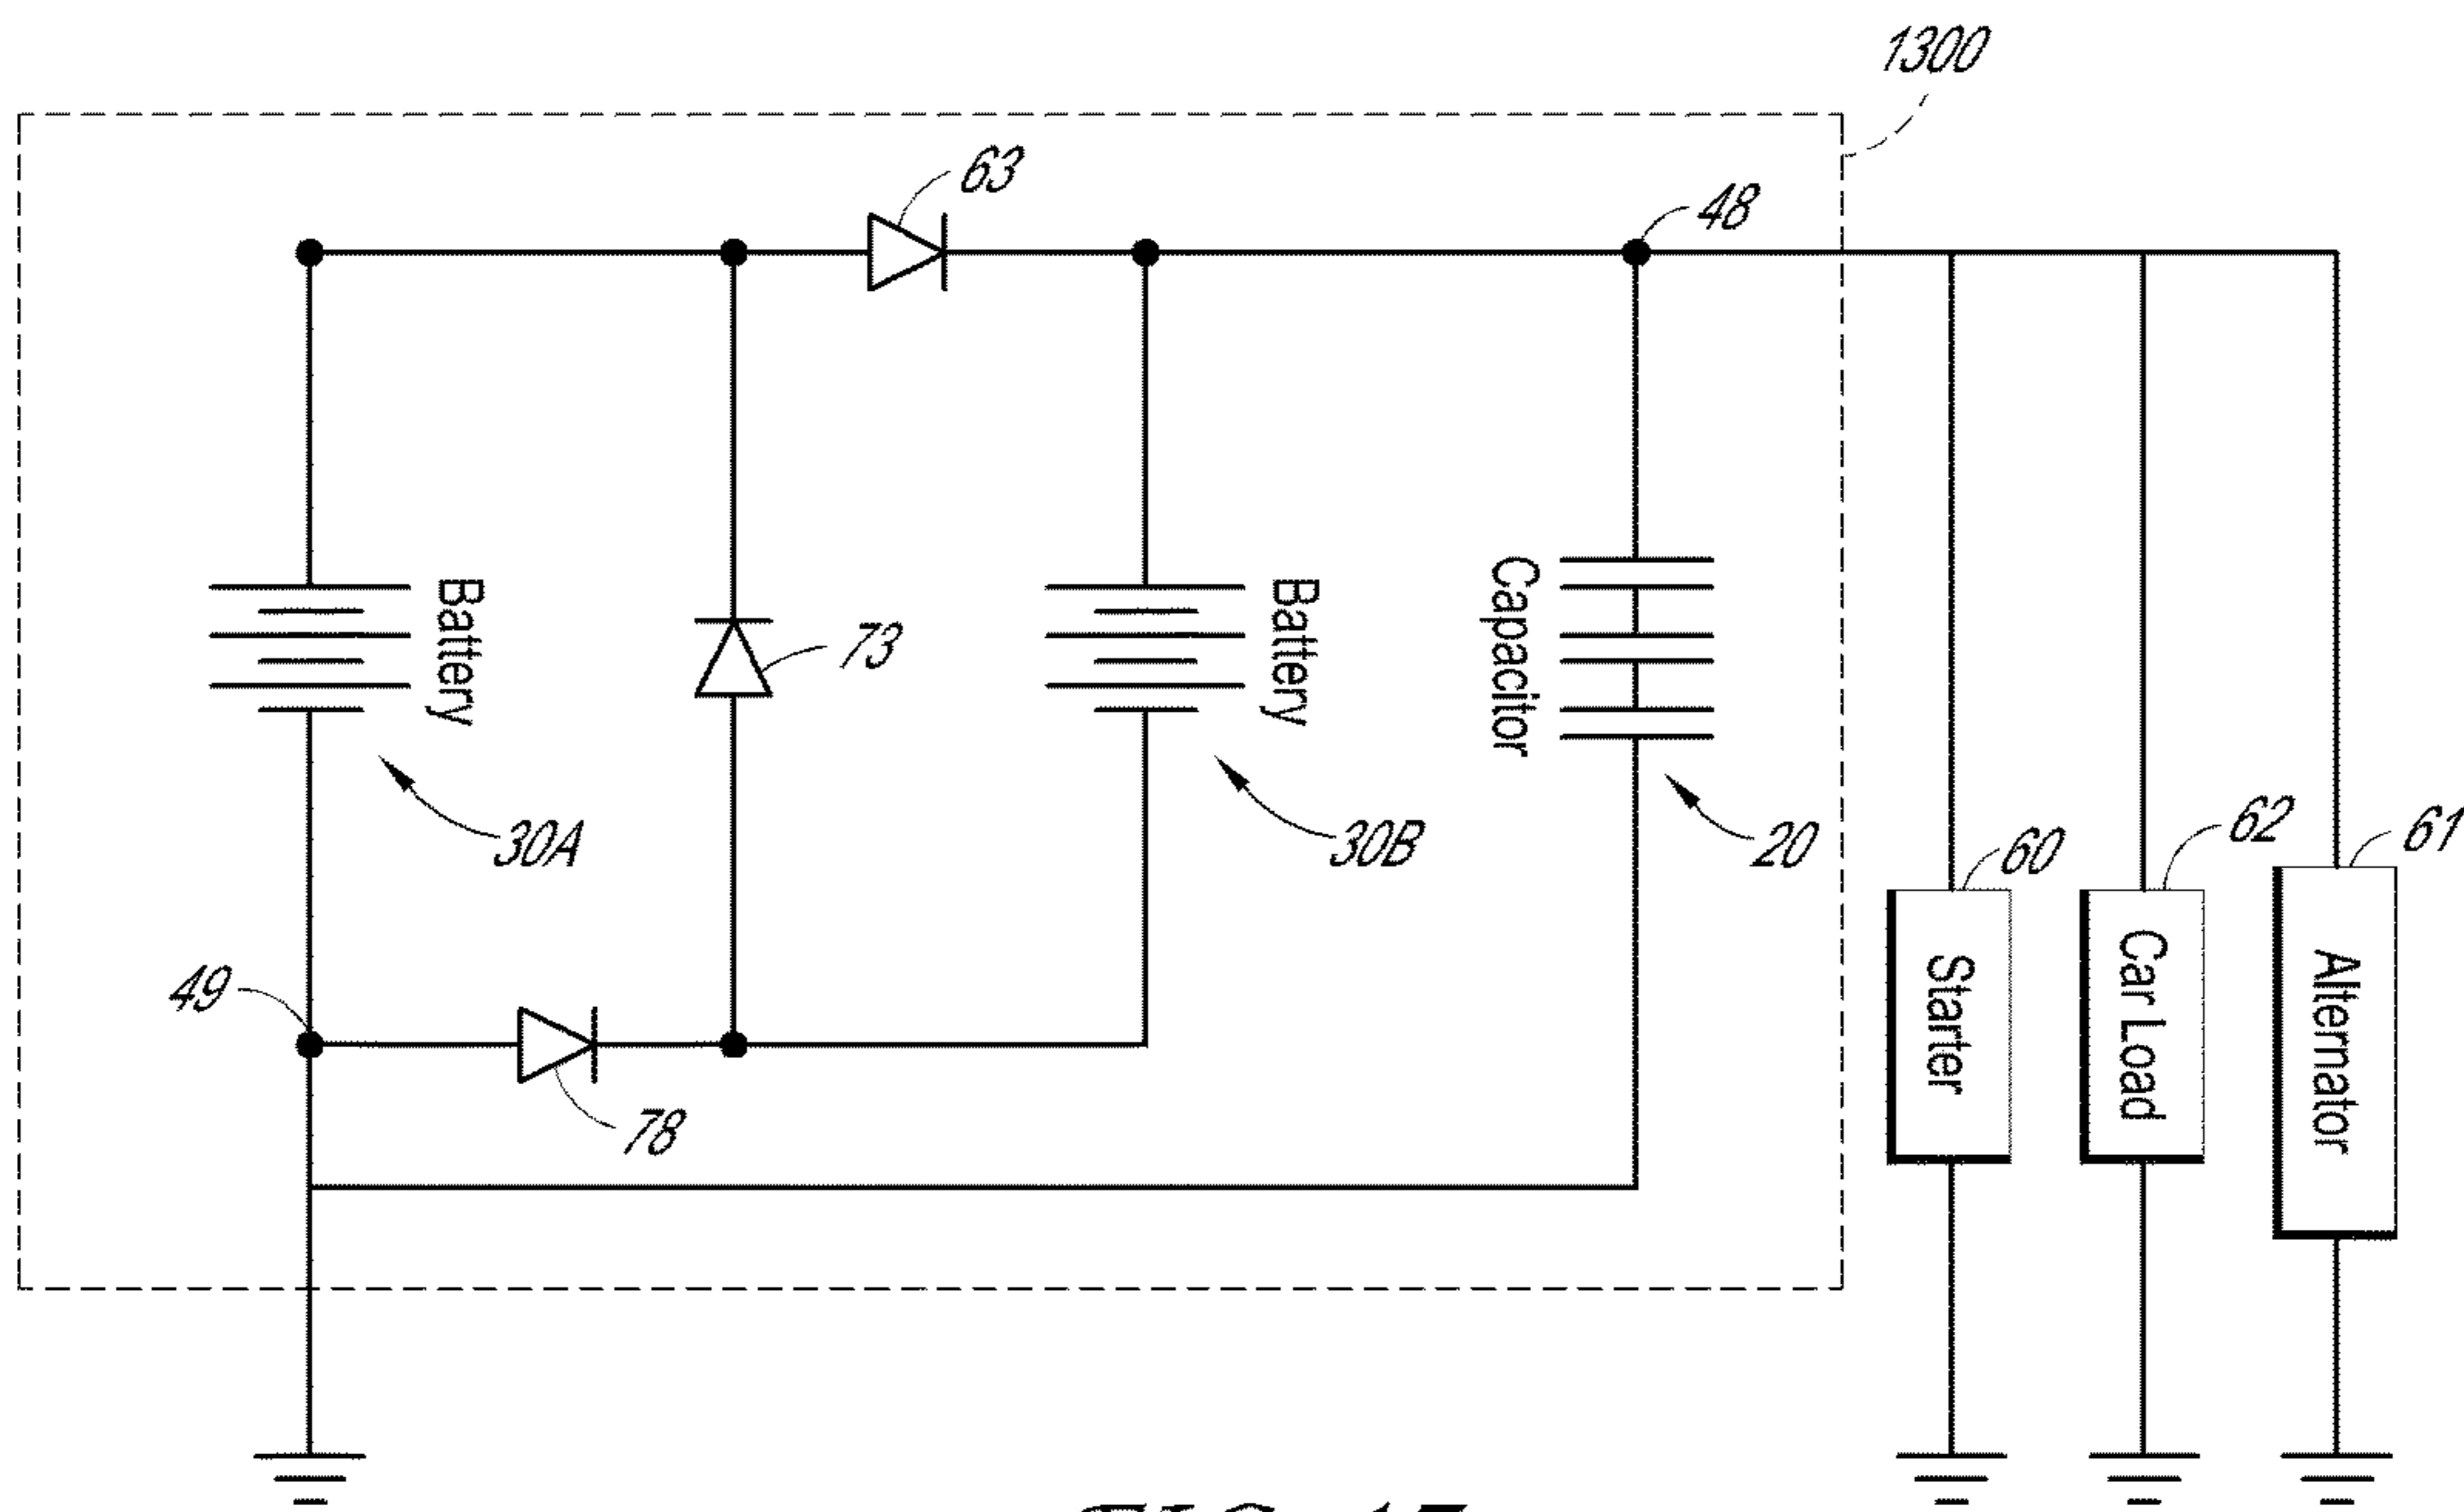 1300
63
48
Battery
73
Battery
Capacitor
30A
30B
20
60
62
61
Starter
Car Load
Alternator
49
78